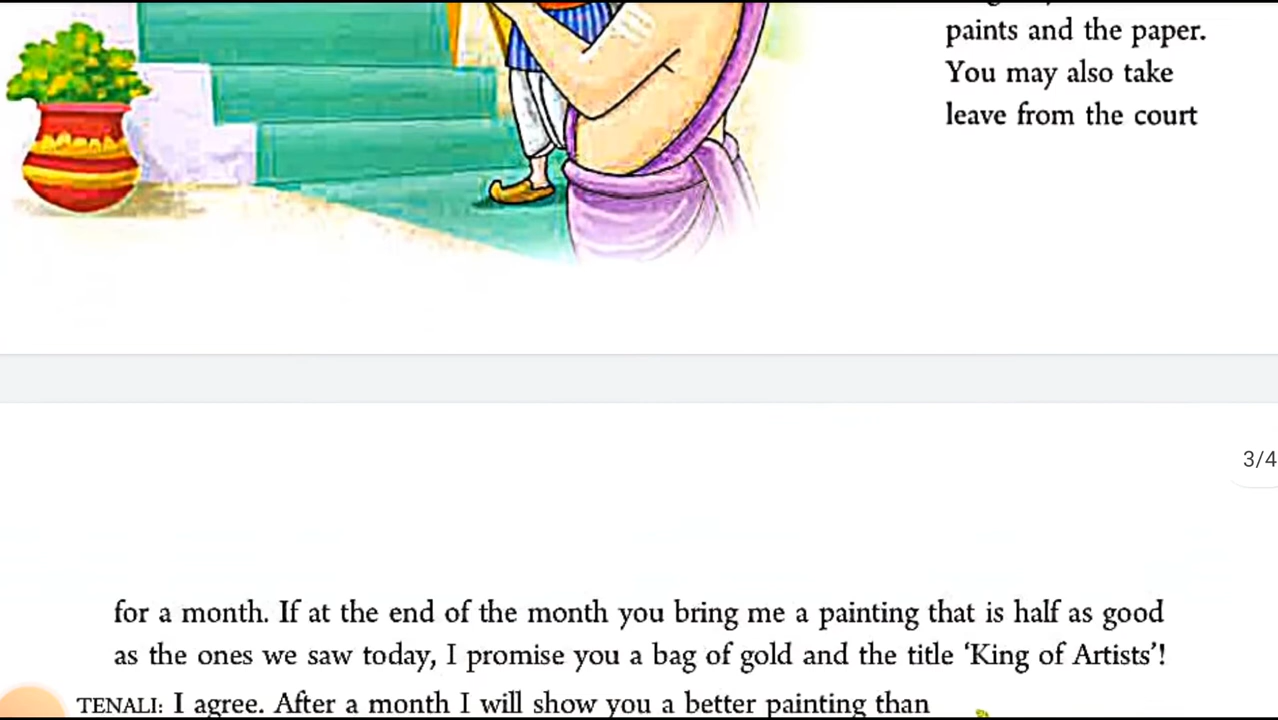 paints and the paper.
You may also take
leave from the court
3/4
for a month. If at the end of the month you bring me a painting that is half as good
as the ones we saw today, I promise you a bag of gold and the title ‘King of Artists’!
TENALI: I agree. After a month I will show you a better painting than